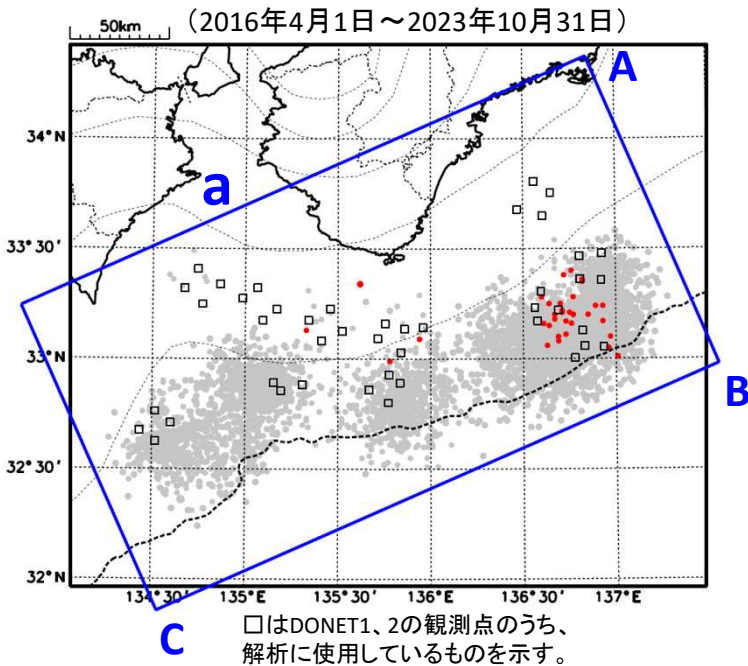 50km
（2016年4月1日～2023年10月31日）
A
a
34°N
33°30′
33°N
B
32°30′
32°N
134°30′ 135°E 135°30′ 136°E 136°30′ 137°E
C
□はDONET1、2の観測点のうち、
解析に使用しているものを示す。